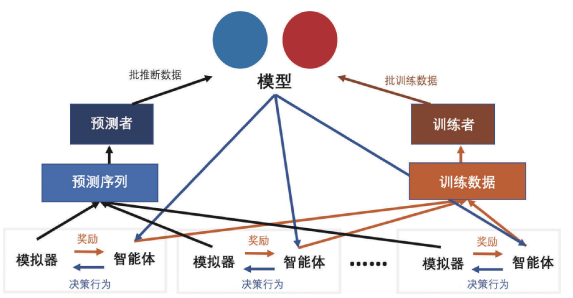 批推断数据
批训练数据
模型
预测者
训练者
预测序列
训练数据
奖励
模拟器
智能体
决策行为
奖励
模拟器
智能体
决策行为
······
奖励
模拟器
智能体
决策行为